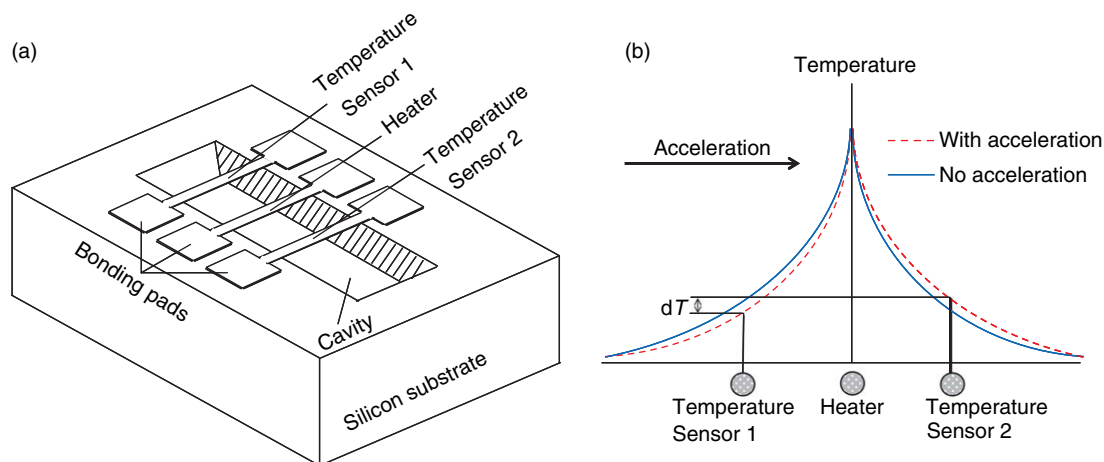 (a)
Temperature
Sensor 1
Heater
Temperature
Sensor 2
Bonding pads
Cavity
Silicon substrate
(b)
Temperature
Acceleration
With acceleration
No acceleration
dT
Temperature
Sensor 1
Heater
Temperature
Sensor 2